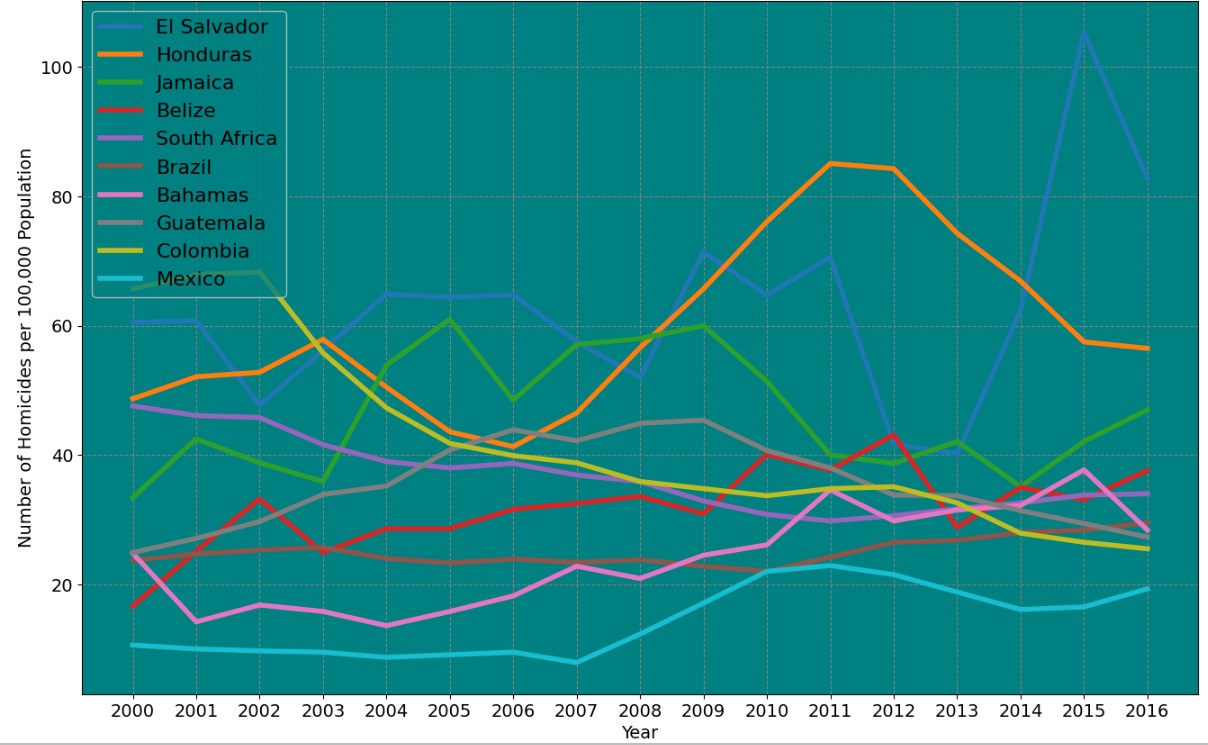 El Salvador
Honduras
Jamaica
Belize
South Africa
Brazil
Bahamas
Guatemala
Colombia
Mexico
Number of Homicides per 100,000 Population
100
80
60
40
20
2000 2001 2002 2003 2004 2005 2006 2007 2008 2009 2010 2011 2012 2013 2014 2015 2016
Year